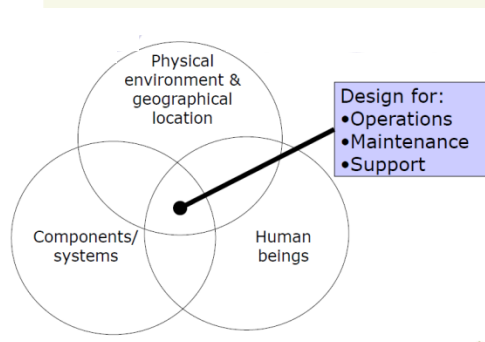 Physical
environment &
geographical
location
Design for:
•Operations
•Maintenance
•Support
Components/
systems
Human
beings